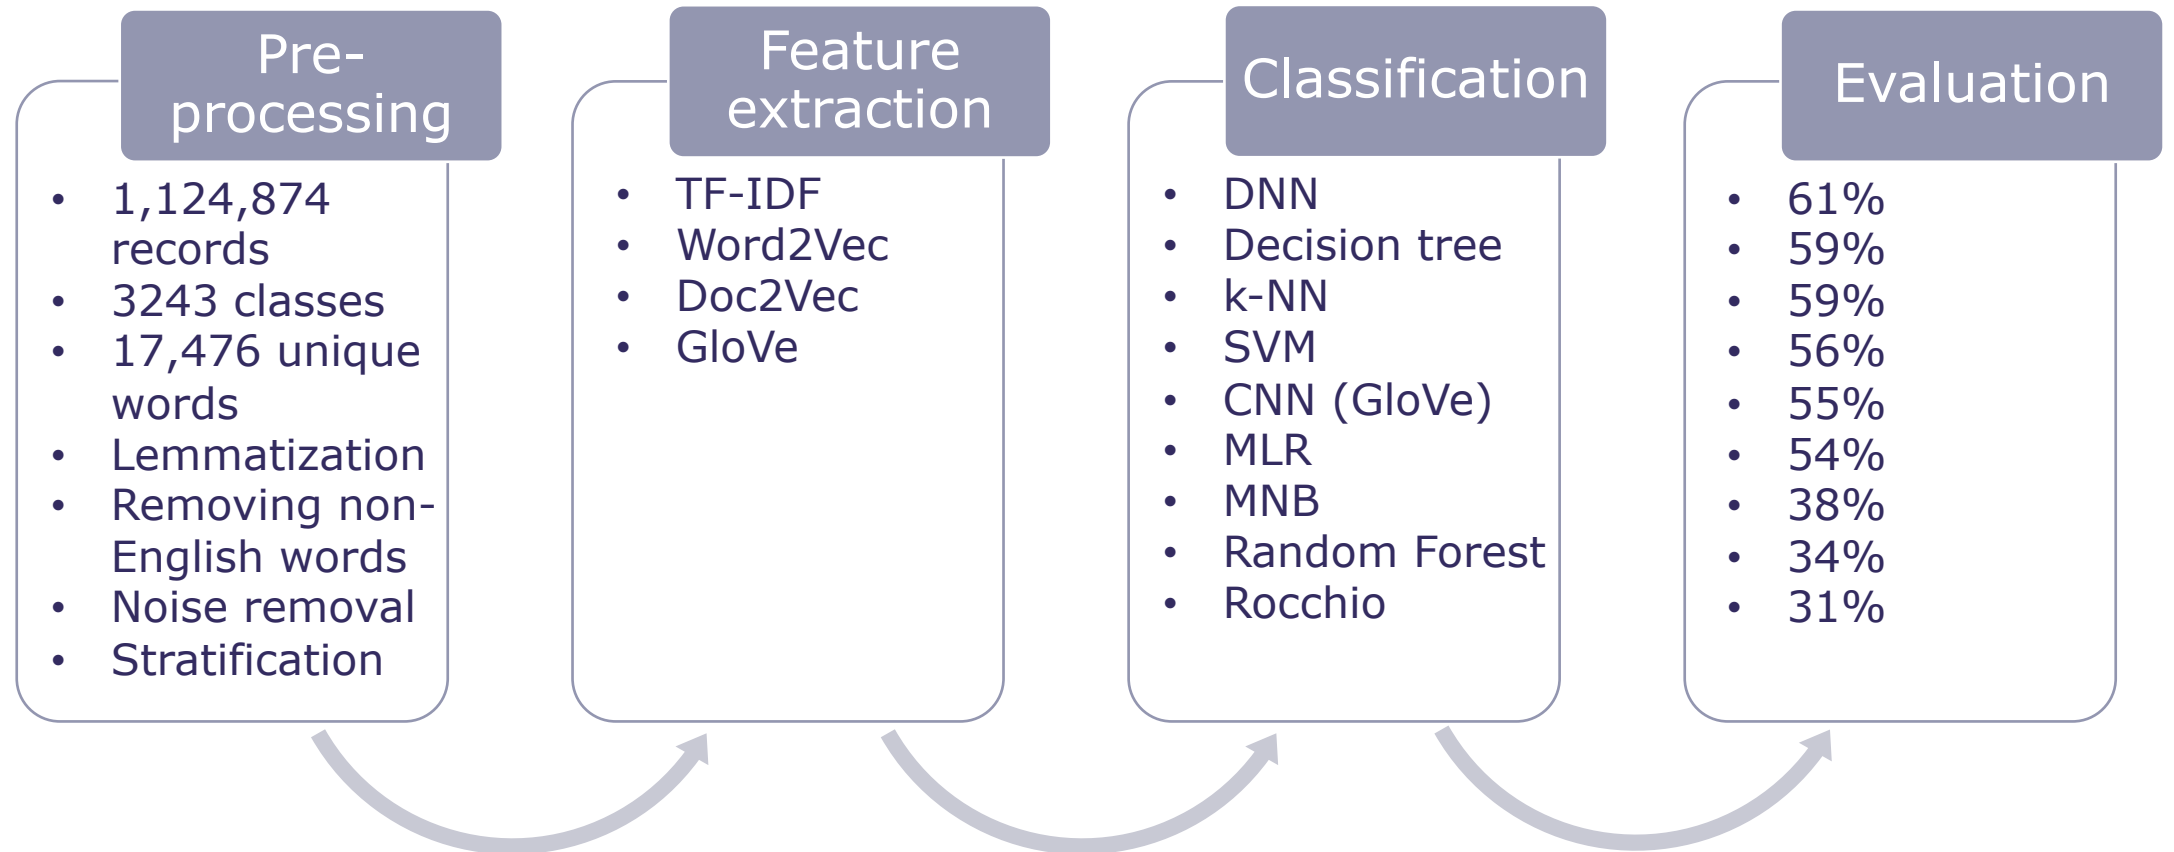 Pre-
processing
• 1,124,874
records
• 3243 classes
• 17,476 unique
words
• Lemmatization
• Removing non-
English words
• Noise removal
• Stratification
Feature
extraction
• TF-IDF
• Word2Vec
• Doc2Vec
• GloVe
Classification
• DNN
• Decision tree
• k-NN
• SVM
• CNN (GloVe)
• MLR
• MNB
• Random Forest
• Rocchio
Evaluation
• 61%
• 59%
• 59%
• 56%
• 55%
• 54%
• 38%
• 34%
• 31%